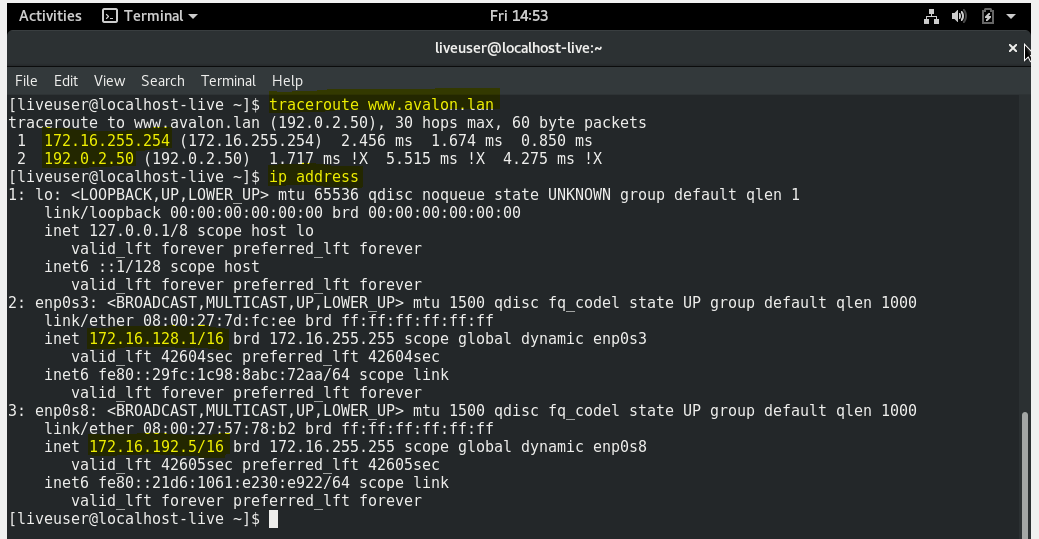 Activities Terminal Fri 14:53
liveuser@localhost-live:~ ×
File Edit View Search Terminal Help
[liveuser@localhost-live ~]$ traceroute www.avalon.lan
traceroute to www.avalon.lan (192.0.2.50), 30 hops max, 60 byte packets
 1  172.16.255.254 (172.16.255.254)  2.456 ms  1.674 ms  0.850 ms
 2  192.0.2.50 (192.0.2.50)  1.717 ms !X  5.515 ms !X  4.275 ms !X
[liveuser@localhost-live ~]$ ip address
1: lo: <LOOPBACK,UP,LOWER_UP> mtu 65536 qdisc noqueue state UNKNOWN group default qlen 1
    link/loopback 00:00:00:00:00:00 brd 00:00:00:00:00:00
    inet 127.0.0.1/8 scope host lo
       valid_lft forever preferred_lft forever
    inet6 ::1/128 scope host
       valid_lft forever preferred_lft forever
2: enp0s3: <BROADCAST,MULTICAST,UP,LOWER_UP> mtu 1500 qdisc fq_codel state UP group default qlen 1000
    link/ether 08:00:27:7d:fc:ee brd ff:ff:ff:ff:ff:ff
    inet 172.16.128.1/16 brd 172.16.255.255 scope global dynamic enp0s3
       valid_lft 42604sec preferred_lft 42604sec
    inet6 fe80::29fc:1c98:8abc:72aa/64 scope link
       valid_lft forever preferred_lft forever
3: enp0s8: <BROADCAST,MULTICAST,UP,LOWER_UP> mtu 1500 qdisc fq_codel state UP group default qlen 1000
    link/ether 08:00:27:57:78:b2 brd ff:ff:ff:ff:ff:ff
    inet 172.16.192.5/16 brd 172.16.255.255 scope global dynamic enp0s8
       valid_lft 42605sec preferred_lft 42605sec
    inet6 fe80::21d6:1061:e230:e922/64 scope link
       valid_lft forever preferred_lft forever
[liveuser@localhost-live ~]$